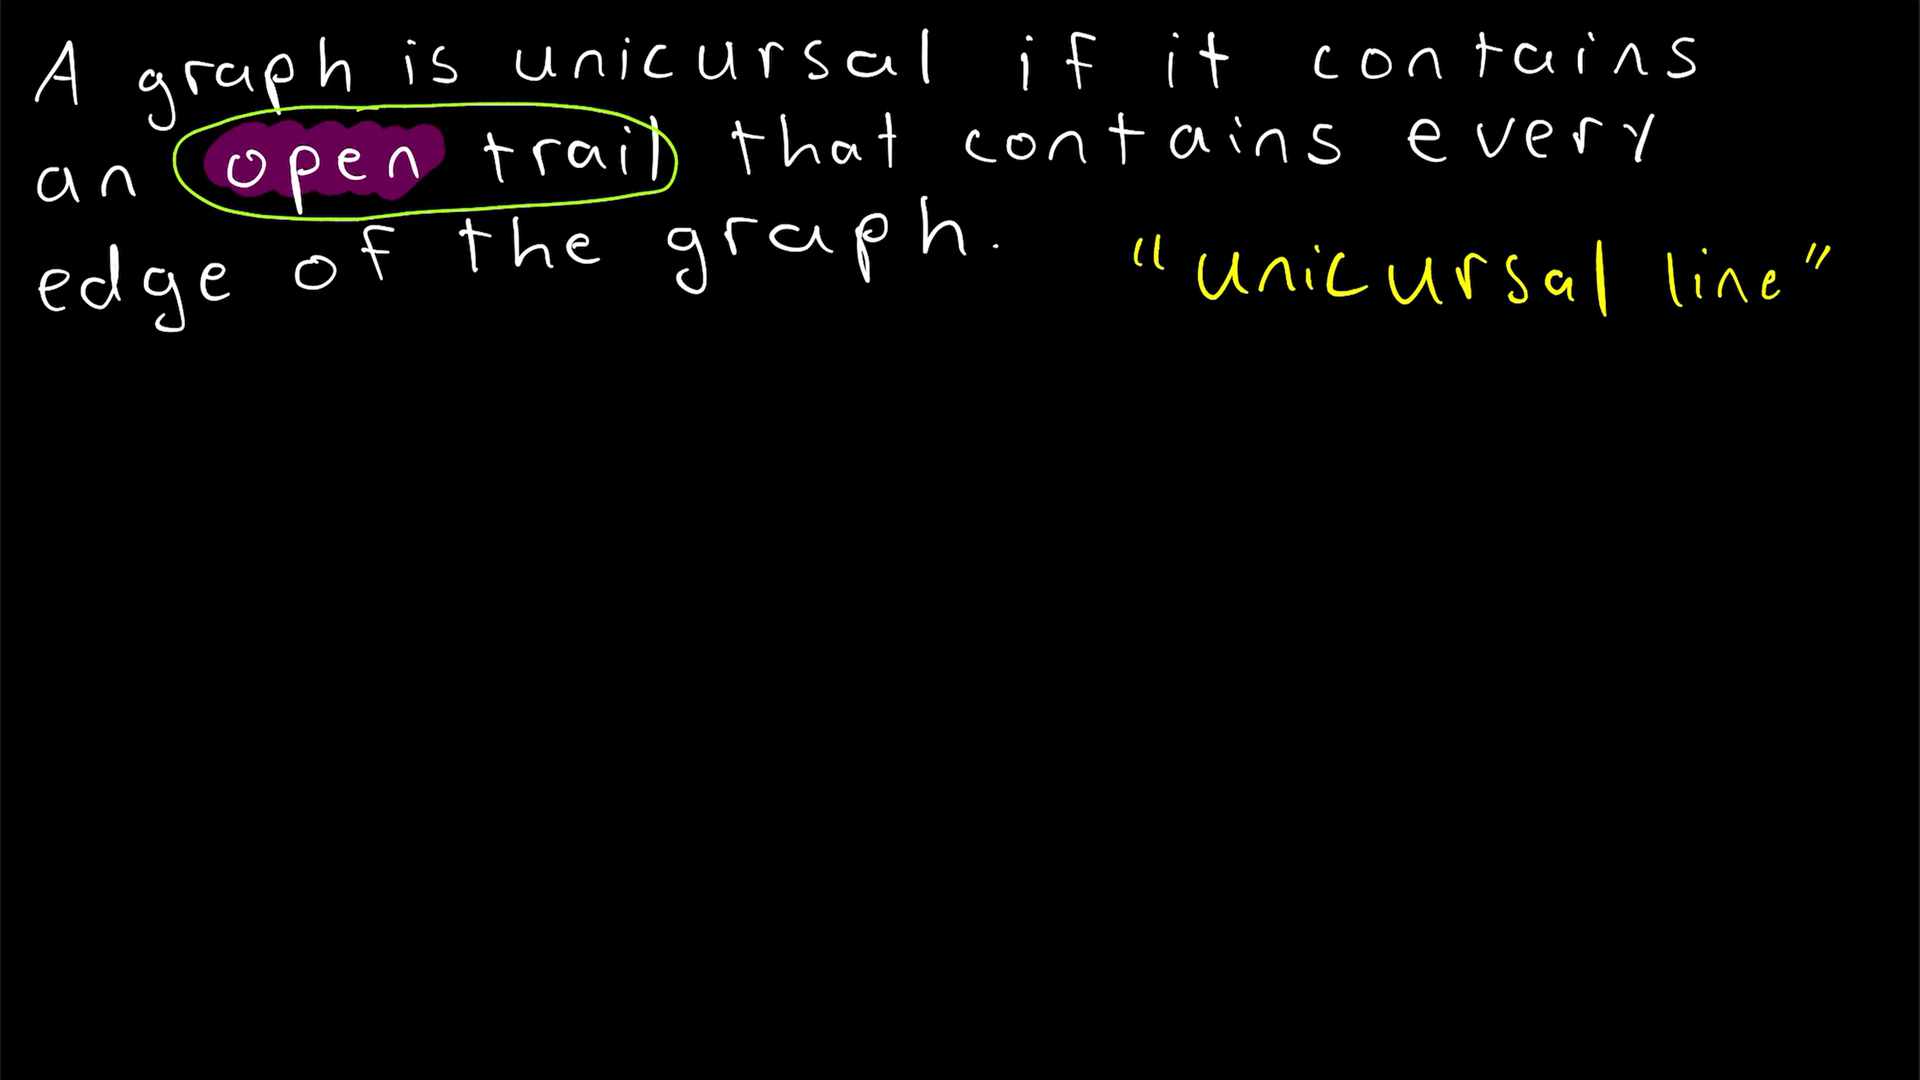 A graph is unicursal if it contains
an open trail that contains every
edge of the graph.
"unicursal line"